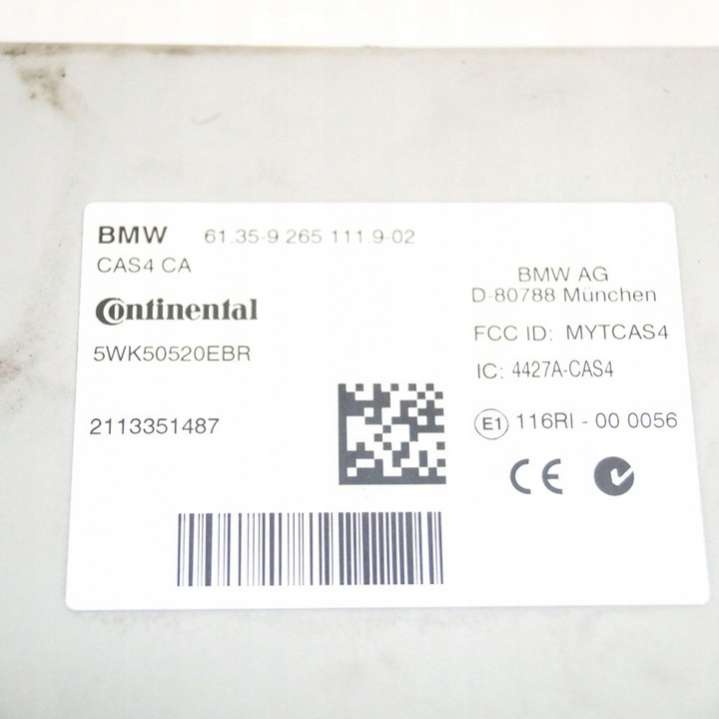 BMW 61.35-9 265 111.9-02
CAS4 CA
Continental
5WK50520EBR
2113351487
BMW AG
D-80788 München
FCC ID: MYTCAS4
IC: 4427A-CAS4
E1 116RI - 00 0056
CE